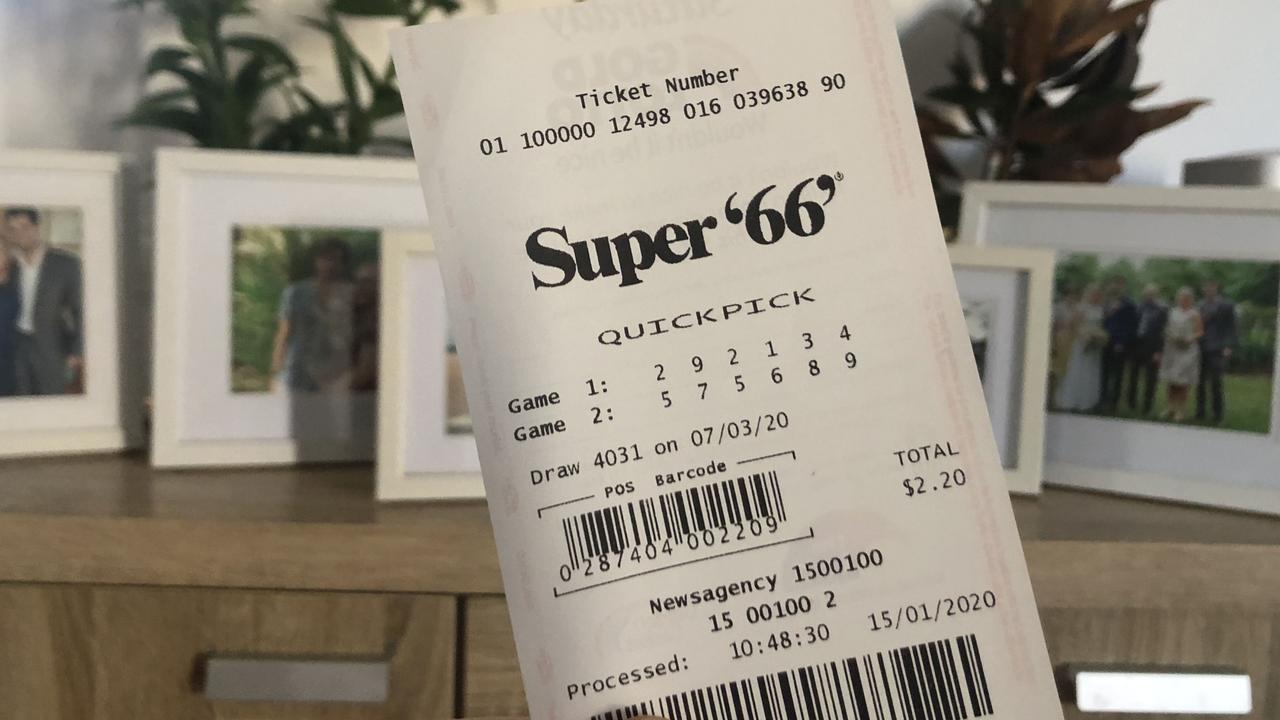 Ticket Number
01 100000 12498 016 039638 90
Super ‘66’®
QUICKPICK
Game 1: 2 9 2 1 3 4
Game 2: 5 7 5 6 8 9
Draw 4031 on 07/03/20
POS Barcode
TOTAL
$2.20
0 287404 002209
Newsagency 1500100
15 00100 2
Processed: 10:48:30 15/01/2020